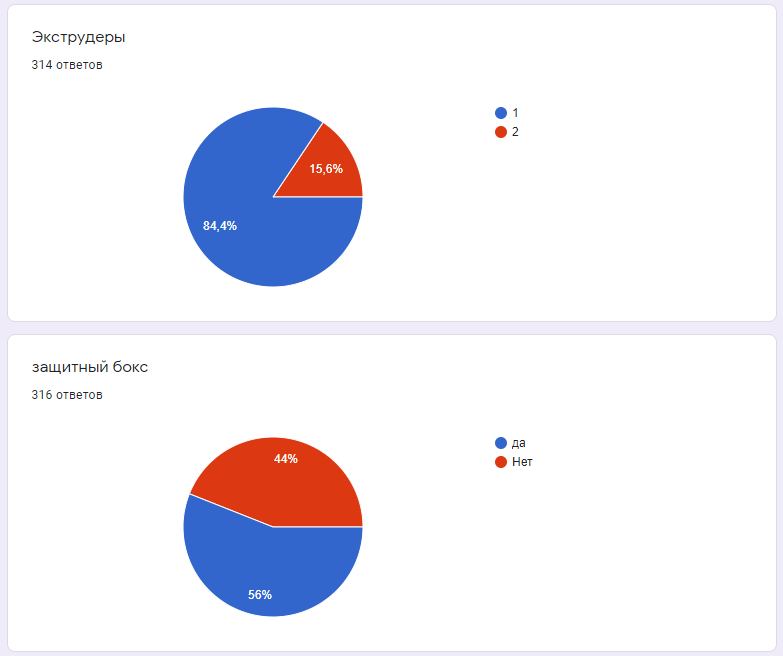 Экструдеры
314 ответов
1
2
15,6%
84,4%
защитный бокс
316 ответов
да
Нет
44%
56%